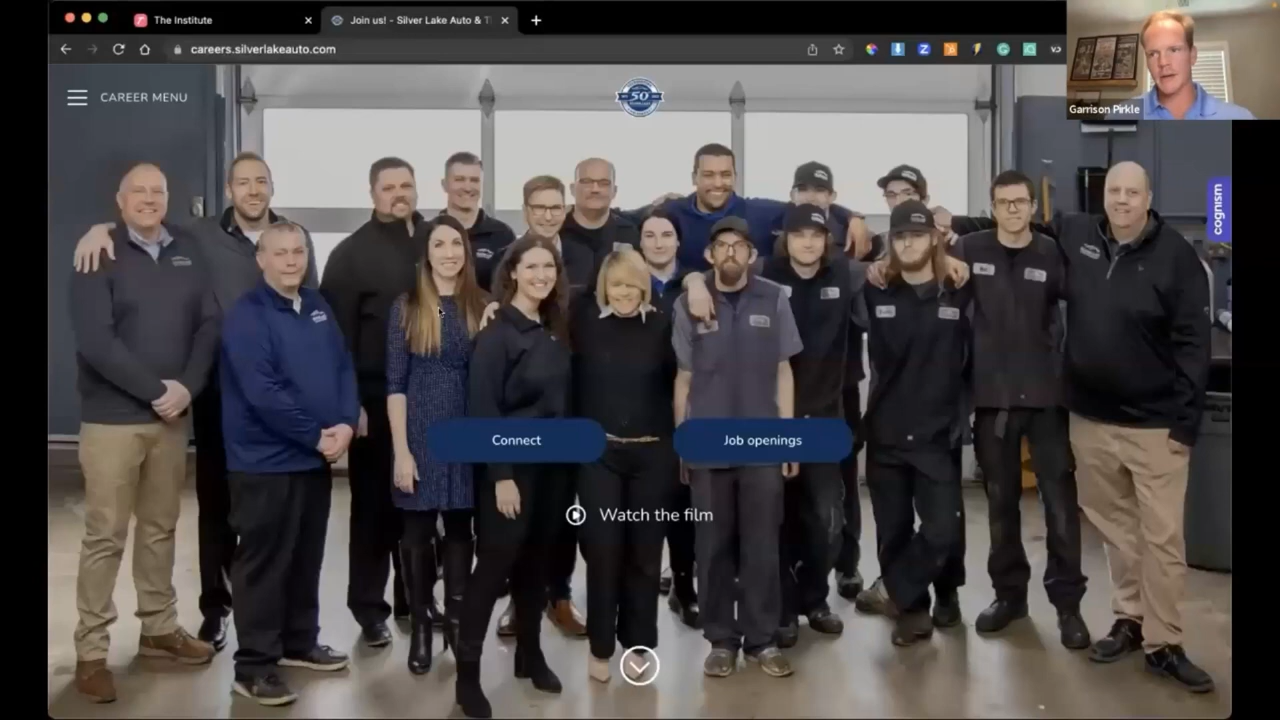 The Institute
Join us! - Silver Lake Auto & T
careers.silverlakeauto.com
Garrison Pirkle
CAREER MENU
50
cognism
Connect
Job openings
Watch the film